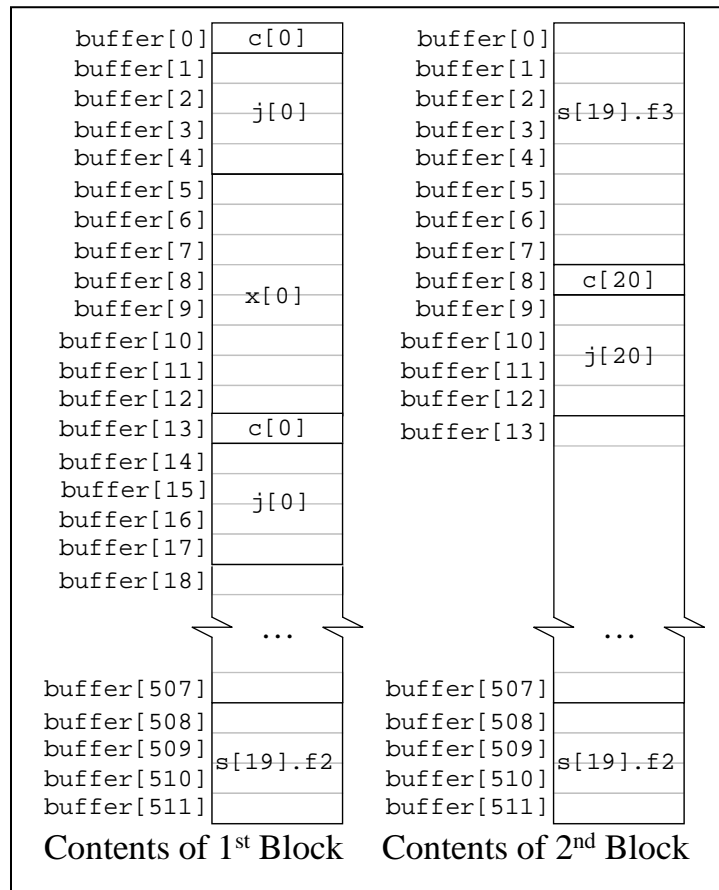 buffer[0] c[0]
buffer[1]
buffer[2]
j[0]
buffer[3]
buffer[4]
buffer[5]
buffer[6]
buffer[7]
buffer[8]
x[0]
buffer[9]
buffer[10]
buffer[11]
buffer[12]
buffer[13] c[0]
buffer[14]
buffer[15]
j[0]
buffer[16]
buffer[17]
buffer[18]
...
buffer[507]
buffer[508]
buffer[509]
s[19].f2
buffer[510]
buffer[511]
Contents of 1st Block
buffer[0]
buffer[1]
buffer[2]
s[19].f3
buffer[3]
buffer[4]
buffer[5]
buffer[6]
buffer[7]
buffer[8] c[20]
buffer[9]
buffer[10]
j[20]
buffer[11]
buffer[12]
buffer[13]
...
buffer[507]
buffer[508]
buffer[509]
s[19].f2
buffer[510]
buffer[511]
Contents of 2nd Block